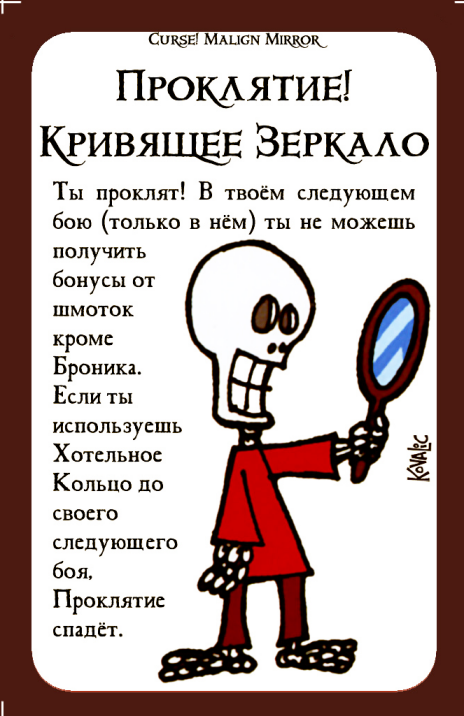 Curse! Malign Mirror
Проклятие!
Кривящее Зеркало
Ты проклят! В твоём следующем
бою (только в нём) ты не можешь
получить
бонусы от
шмоток
кроме
Броника.
Если ты
используешь
Хотельное
Кольцо до
своего
следующего
боя,
Проклятие
спадёт.
Kovalic